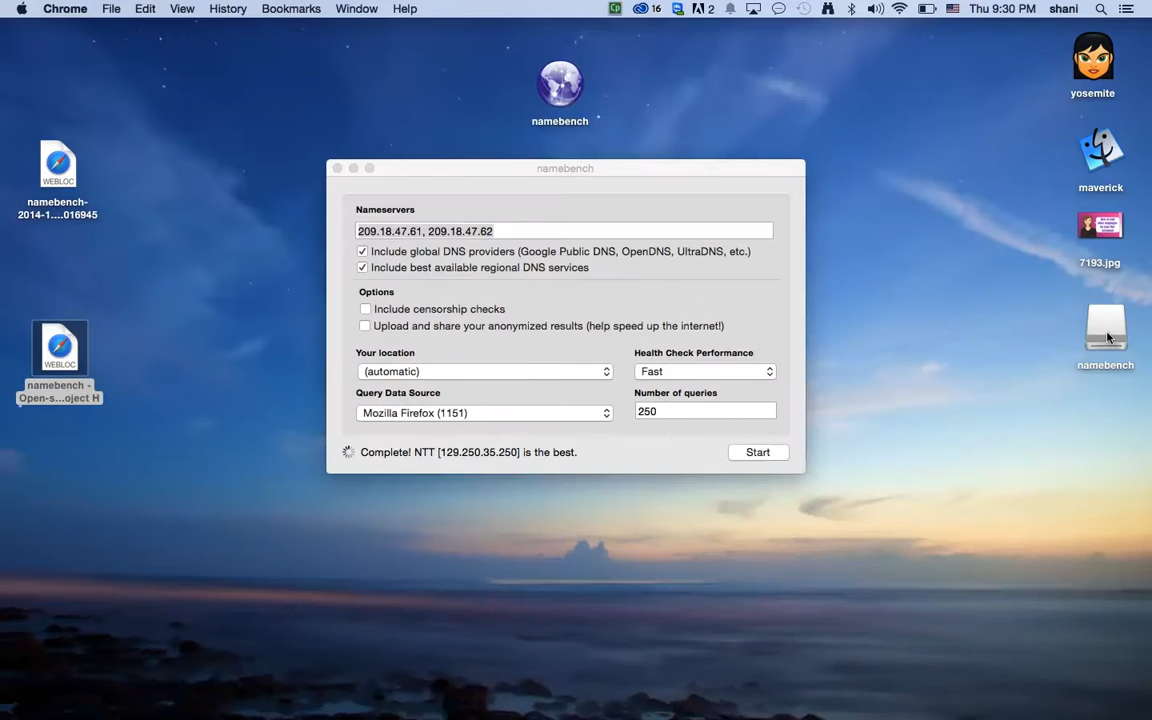 Chrome File Edit View History Bookmarks Window Help 16 2 Thu 9:30 PM shani
namebench
yosemite
WEBLOC
namebench-
2014-1....016945
maverick
7193.jpg
namebench
Nameservers
209.18.47.61, 209.18.47.62
Include global DNS providers (Google Public DNS, OpenDNS, UltraDNS, etc.)
Include best available regional DNS services
Options
Include censorship checks
Upload and share your anonymized results (help speed up the internet!)
Your location Health Check Performance
(automatic) Fast
Query Data Source Number of queries
Mozilla Firefox (1151) 250
Complete! NTT [129.250.35.250] is the best. Start
WEBLOC
namebench -
Open-s...oject H
namebench